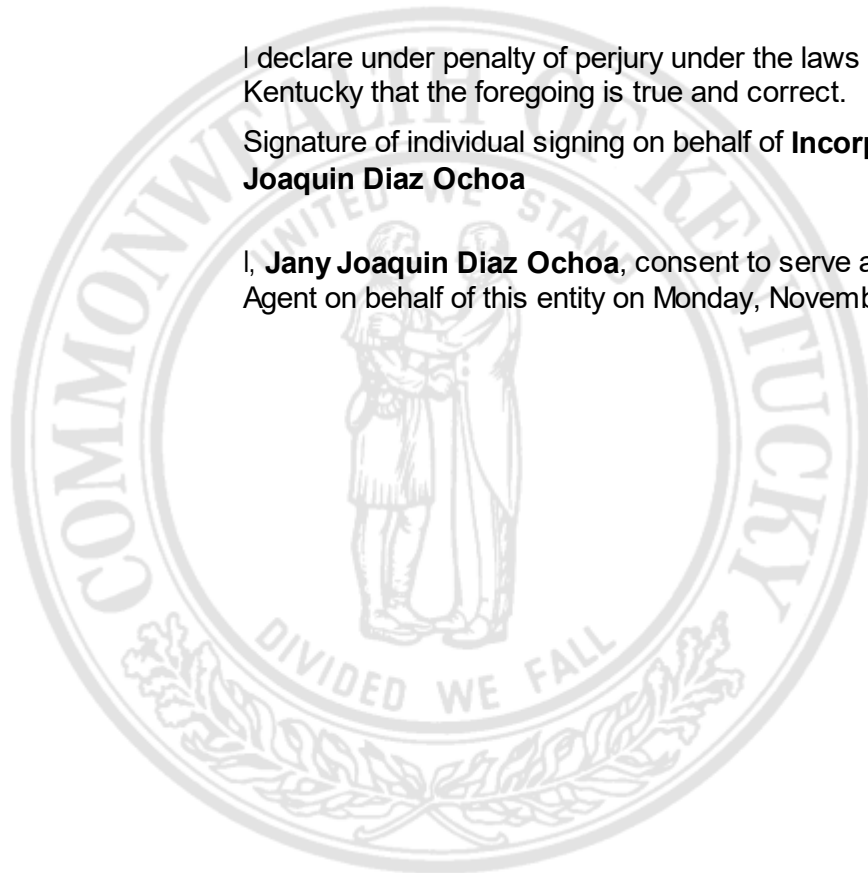 I declare under penalty of perjury under the laws
Kentucky that the foregoing is true and correct.
Signature of individual signing on behalf of Incorp
Joaquin Diaz Ochoa
I, Jany Joaquin Diaz Ochoa, consent to serve a
Agent on behalf of this entity on Monday, Novemb
COMMONWEALTH OF KENTUCKY
UNITED WE STAND
DIVIDED WE FALL